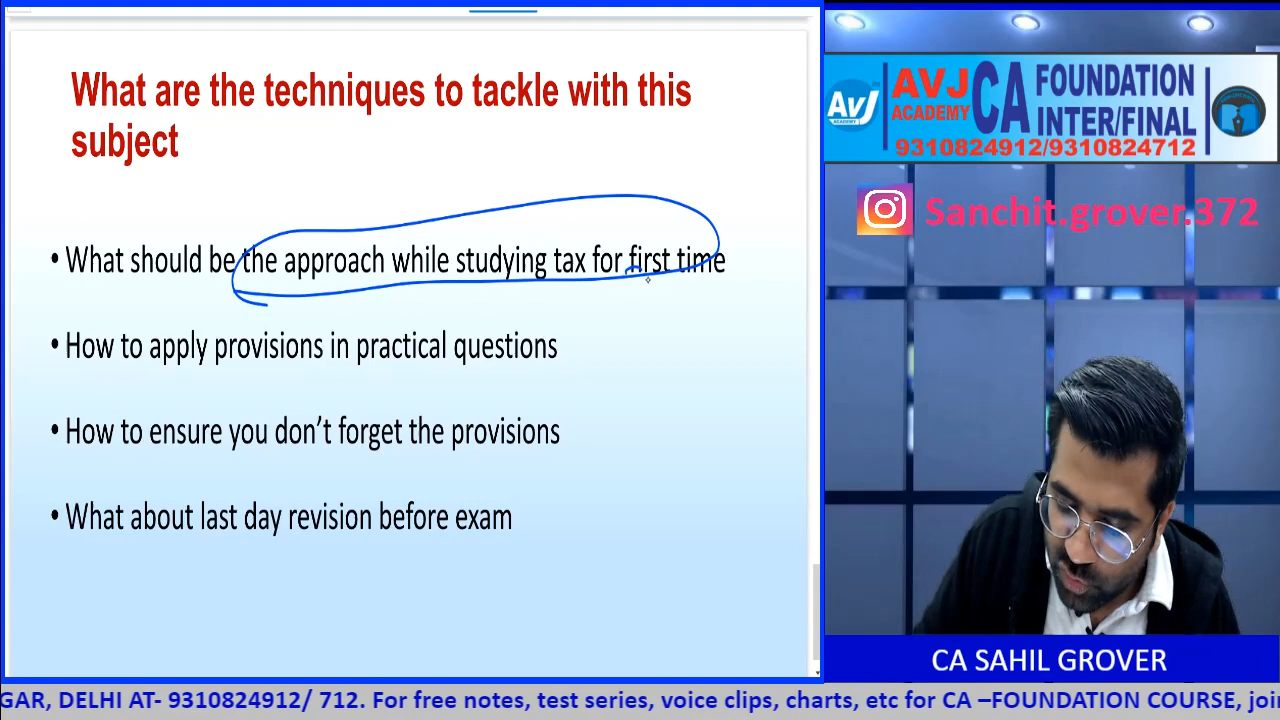 What are the techniques to tackle with this
subject
• What should be the approach while studying tax for first time
• How to apply provisions in practical questions
• How to ensure you don't forget the provisions
• What about last day revision before exam
AVJ
ACADEMY
AVJ
ACADEMY
CA
FOUNDATION
INTER/FINAL
9310824912/9310824712
Sanchit.grover.372
CA SAHIL GROVER
GAR, DELHI AT- 9310824912/ 712. For free notes, test series, voice clips, charts, etc for CA –FOUNDATION COURSE, joi